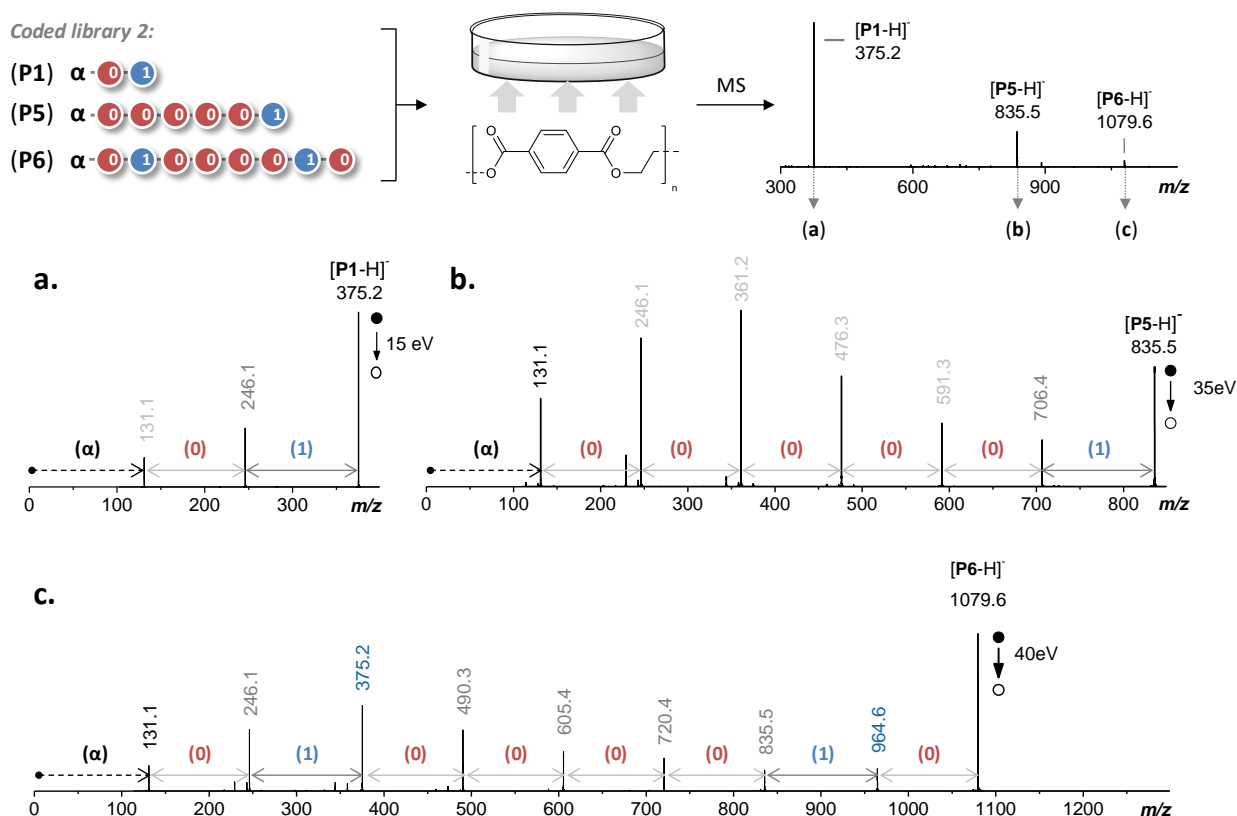 Coded library 2:
(P1) α 0 1
(P5) α 0 0 0 0 0 1
(P6) α 0 1 0 0 0 0 1 0
O O
O O
n
MS
[P1-H]-
375.2
[P5-H]-
835.5
[P6-H]-
1079.6
300 600 900 m/z
(a) (b) (c)
a.
[P1-H]-
375.2
15 eV
246.1
131.1
(α) (0) (1)
0 100 200 300 m/z
b.
[P5-H]-
835.5
35eV
131.1 246.1 361.2 476.3 591.3 706.4
(α) (0) (0) (0) (0) (0) (1)
0 100 200 300 400 500 600 700 800 m/z
c.
[P6-H]-
1079.6
40eV
131.1 246.1 375.2 490.3 605.4 720.4 835.5 964.6
(α) (0) (1) (0) (0) (0) (0) (1) (0)
0 100 200 300 400 500 600 700 800 900 1000 1100 1200 m/z